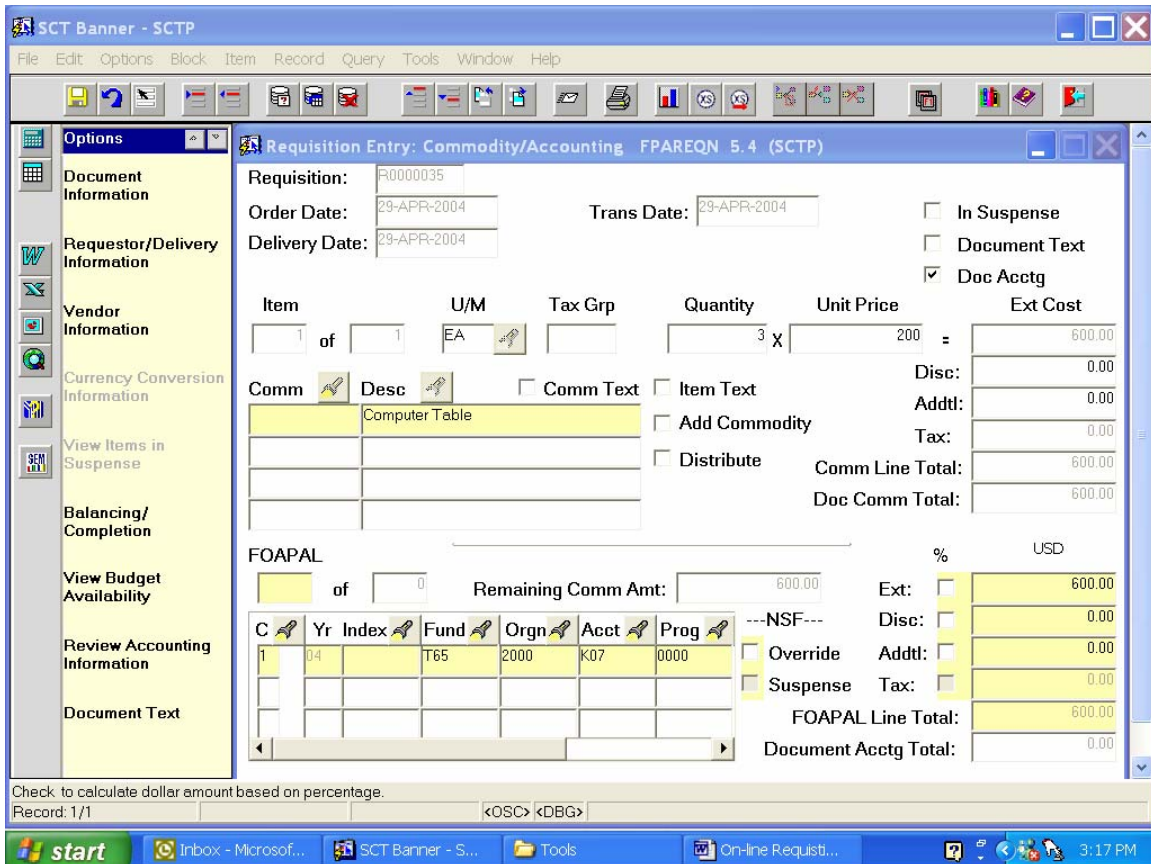 SCT Banner - SCTP
File Edit Options Block Item Record Query Tools Window Help
Options
Document
Information
Requestor/Delivery
Information
Vendor
Information
Currency Conversion
Information
View Items in
Suspense
Balancing/
Completion
View Budget
Availability
Review Accounting
Information
Document Text
Requisition Entry: Commodity/Accounting FPAREQN 5.4 (SCTP)
Requisition: R0000035
Order Date: 29-APR-2004 Trans Date: 29-APR-2004 In Suspense
Delivery Date: 29-APR-2004 Document Text
Doc Acctg
Item U/M Tax Grp Quantity Unit Price Ext Cost
1 of 1 EA 3 X 200 = 600.00
Disc: 0.00
Comm Desc Comm Text Item Text
Addtl: 0.00
Computer Table Add Commodity
Tax: 0.00
Distribute Comm Line Total: 600.00
Doc Comm Total: 600.00
FOAPAL % USD
of 0 Remaining Comm Amt: 600.00 Ext: 600.00
C Yr Index Fund Orgn Acct Prog ---NSF--- Disc: 0.00
1 04 T65 2000 K07 0000 Override Addtl: 0.00
Suspense Tax: 0.00
FOAPAL Line Total: 600.00
Document Acctg Total: 0.00
Check to calculate dollar amount based on percentage.
Record: 1/1 <OSC> <DBG>
start Inbox - Microsof... SCT Banner - S... Tools On-line Requisti... 3:17 PM